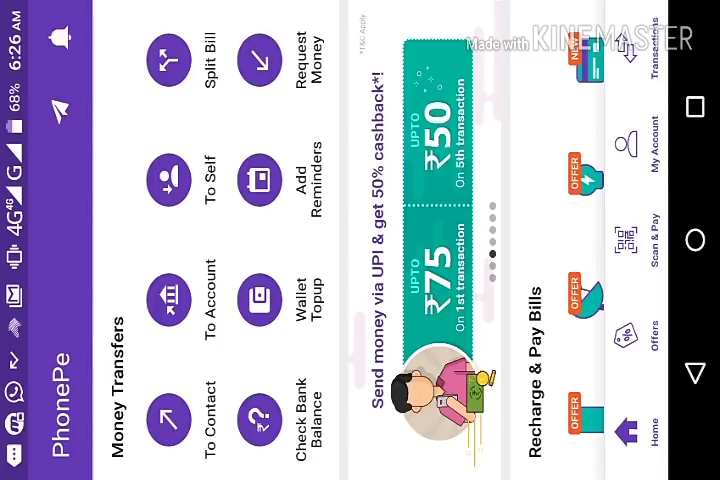 6:26 AM
68%
4G
4G
G
PhonePe
Money Transfers
To Contact
To Account
To Self
Split Bill
₹?
Check Bank
Balance
Wallet
Topup
Add
Reminders
Request
Money
*T&C Apply
Send money via UPI & get 50% cashback*!
UPTO
₹75
On 1st transaction
UPTO
₹50
On 5th transaction
Recharge & Pay Bills
OFFER
OFFER
OFFER
NEW
Home
Offers
Scan & Pay
My Account
Transactions
Made with KINEMASTER